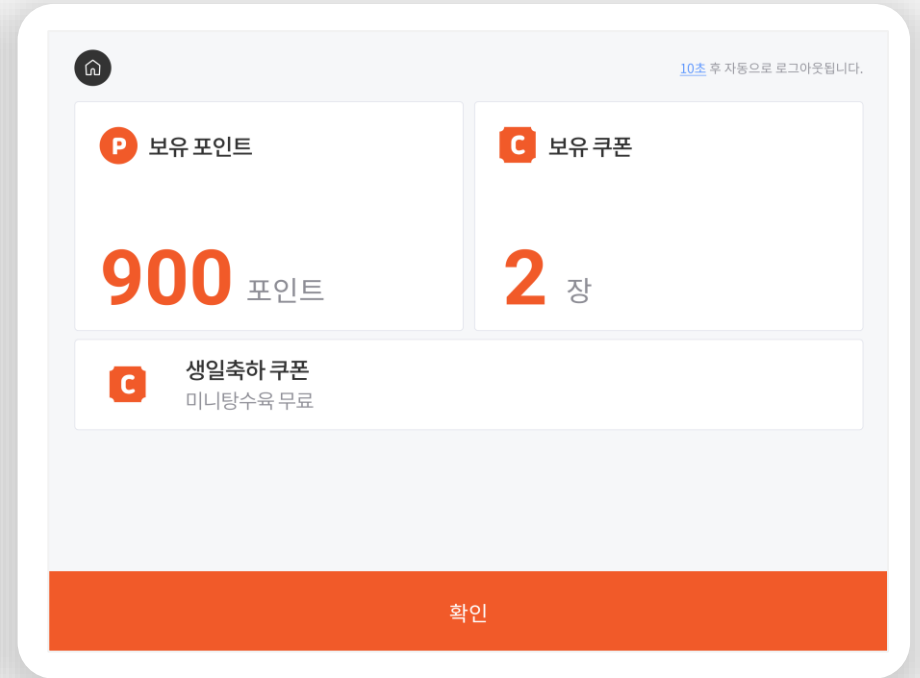 10초 후 자동으로 로그아웃됩니다.
P 보유 포인트
C 보유 쿠폰
900 포인트
2 장
C 생일축하 쿠폰
미니탕수육 무료
확인